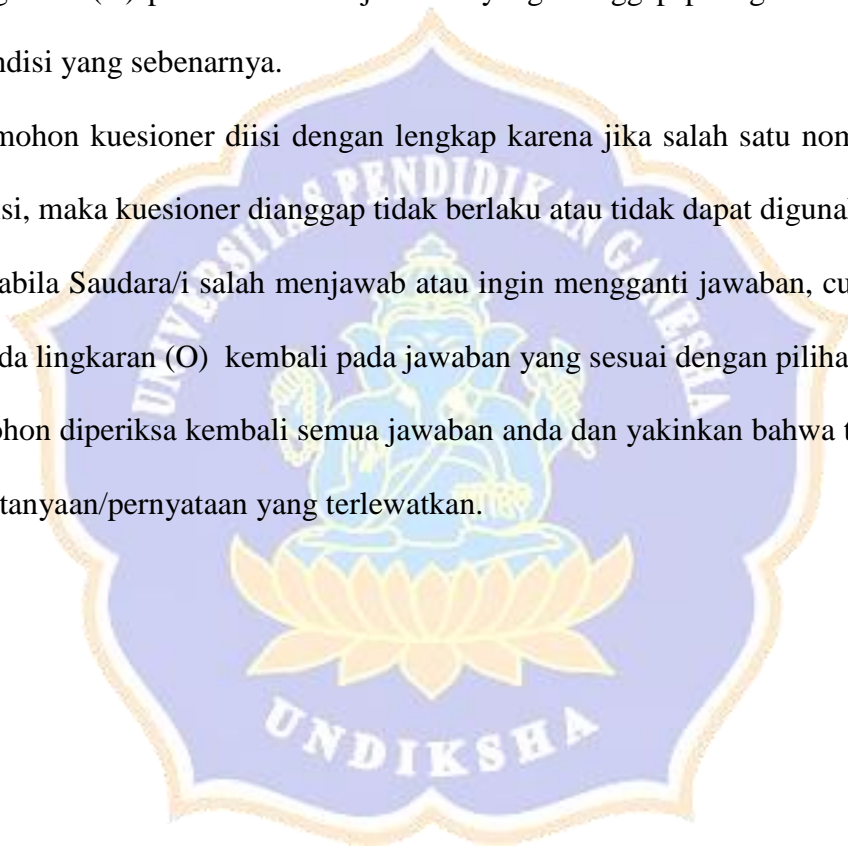 ndisi yang sebenarnya.
mohon kuesioner diisi dengan lengkap karena jika salah satu nom
si, maka kuesioner dianggap tidak berlaku atau tidak dapat digunal
abila Saudara/i salah menjawab atau ingin mengganti jawaban, cu
da lingkaran (O) kembali pada jawaban yang sesuai dengan piliha
ohon diperiksa kembali semua jawaban anda dan yakinkan bahwa t
tanyaan/pernyataan yang terlewatkan.
UNIVERSITAS PENDIDIKAN GANESHA
UNDIKSHA